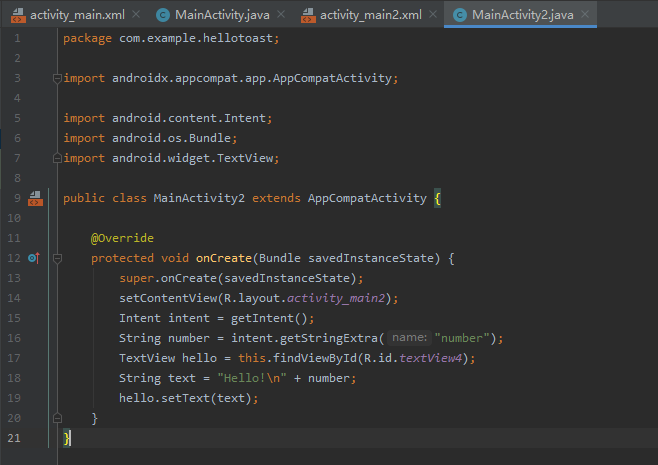 activity_main.xml MainActivity.java activity_main2.xml MainActivity2.java
1 package com.example.hellotoast;
2
3 import androidx.appcompat.app.AppCompatActivity;
4
5 import android.content.Intent;
6 import android.os.Bundle;
7 import android.widget.TextView;
8
9 public class MainActivity2 extends AppCompatActivity {
10
11 @Override
12 protected void onCreate(Bundle savedInstanceState) {
13 super.onCreate(savedInstanceState);
14 setContentView(R.layout.activity_main2);
15 Intent intent = getIntent();
16 String number = intent.getStringExtra( name: "number");
17 TextView hello = this.findViewById(R.id.textView4);
18 String text = "Hello!\n" + number;
19 hello.setText(text);
20 }
21 }